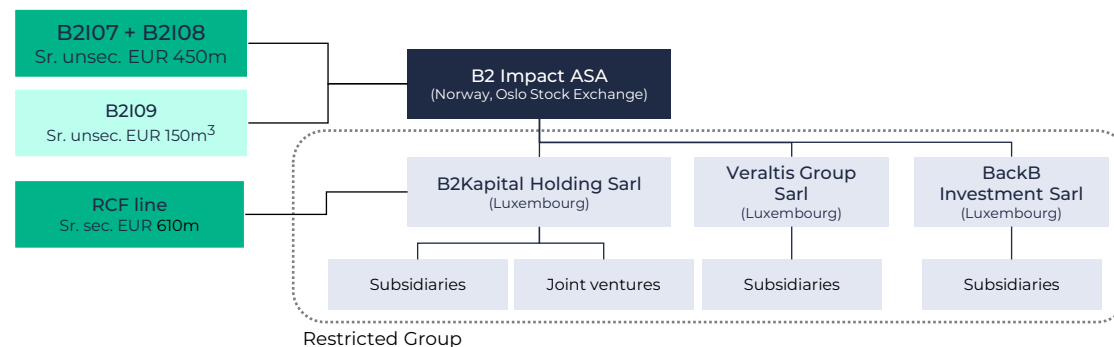 B2I07 + B2I08
Sr. unsec. EUR 450m
B2I09
Sr. unsec. EUR 150m³
RCF line
Sr. sec. EUR 610m
B2 Impact ASA
(Norway, Oslo Stock Exchange)
B2Kapital Holding Sarl
(Luxembourg)
Veraltis Group
Sarl
(Luxembourg)
BackB
Investment Sarl
(Luxembourg)
Subsidiaries
Joint ventures
Subsidiaries
Subsidiaries
Restricted Group